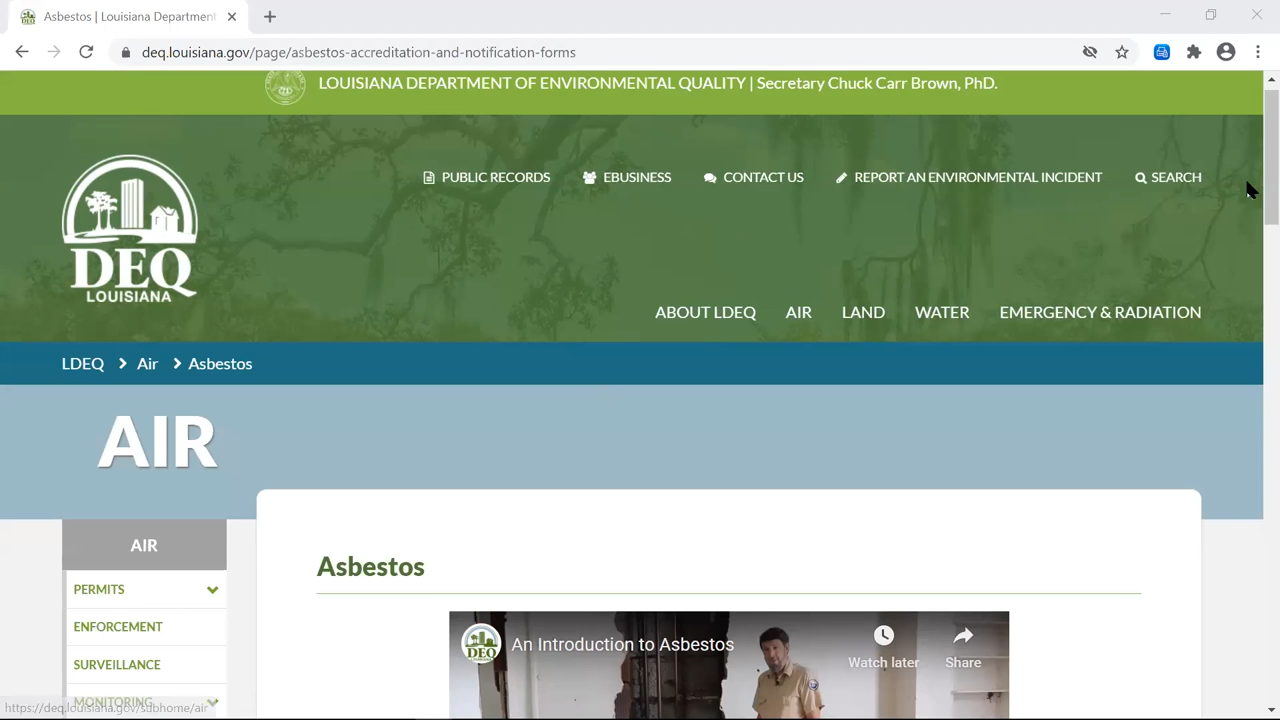 Asbestos | Louisiana Department
deq.louisiana.gov/page/asbestos-accreditation-and-notification-forms
LOUISIANA DEPARTMENT OF ENVIRONMENTAL QUALITY | Secretary Chuck Carr Brown, PhD.
PUBLIC RECORDS EBUSINESS CONTACT US REPORT AN ENVIRONMENTAL INCIDENT SEARCH
DEQ
LOUISIANA
ABOUT LDEQ AIR LAND WATER EMERGENCY & RADIATION
LDEQ > Air > Asbestos
AIR
AIR
PERMITS
ENFORCEMENT
SURVEILLANCE
MONITORING
Asbestos
DEQ
An Introduction to Asbestos
Watch later
Share
https://deq.louisiana.gov/subhome/air